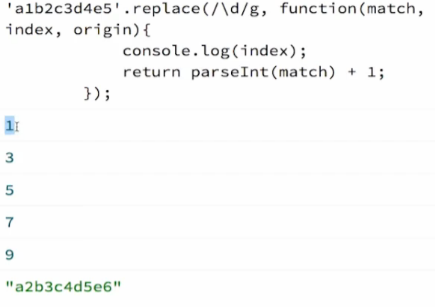 'a1b2c3d4e5'.replace(/\d/g, function(match,
index, origin){
console.log(index);
return parseInt(match) + 1;
});
1
3
5
7
9
"a2b3c4d5e6"